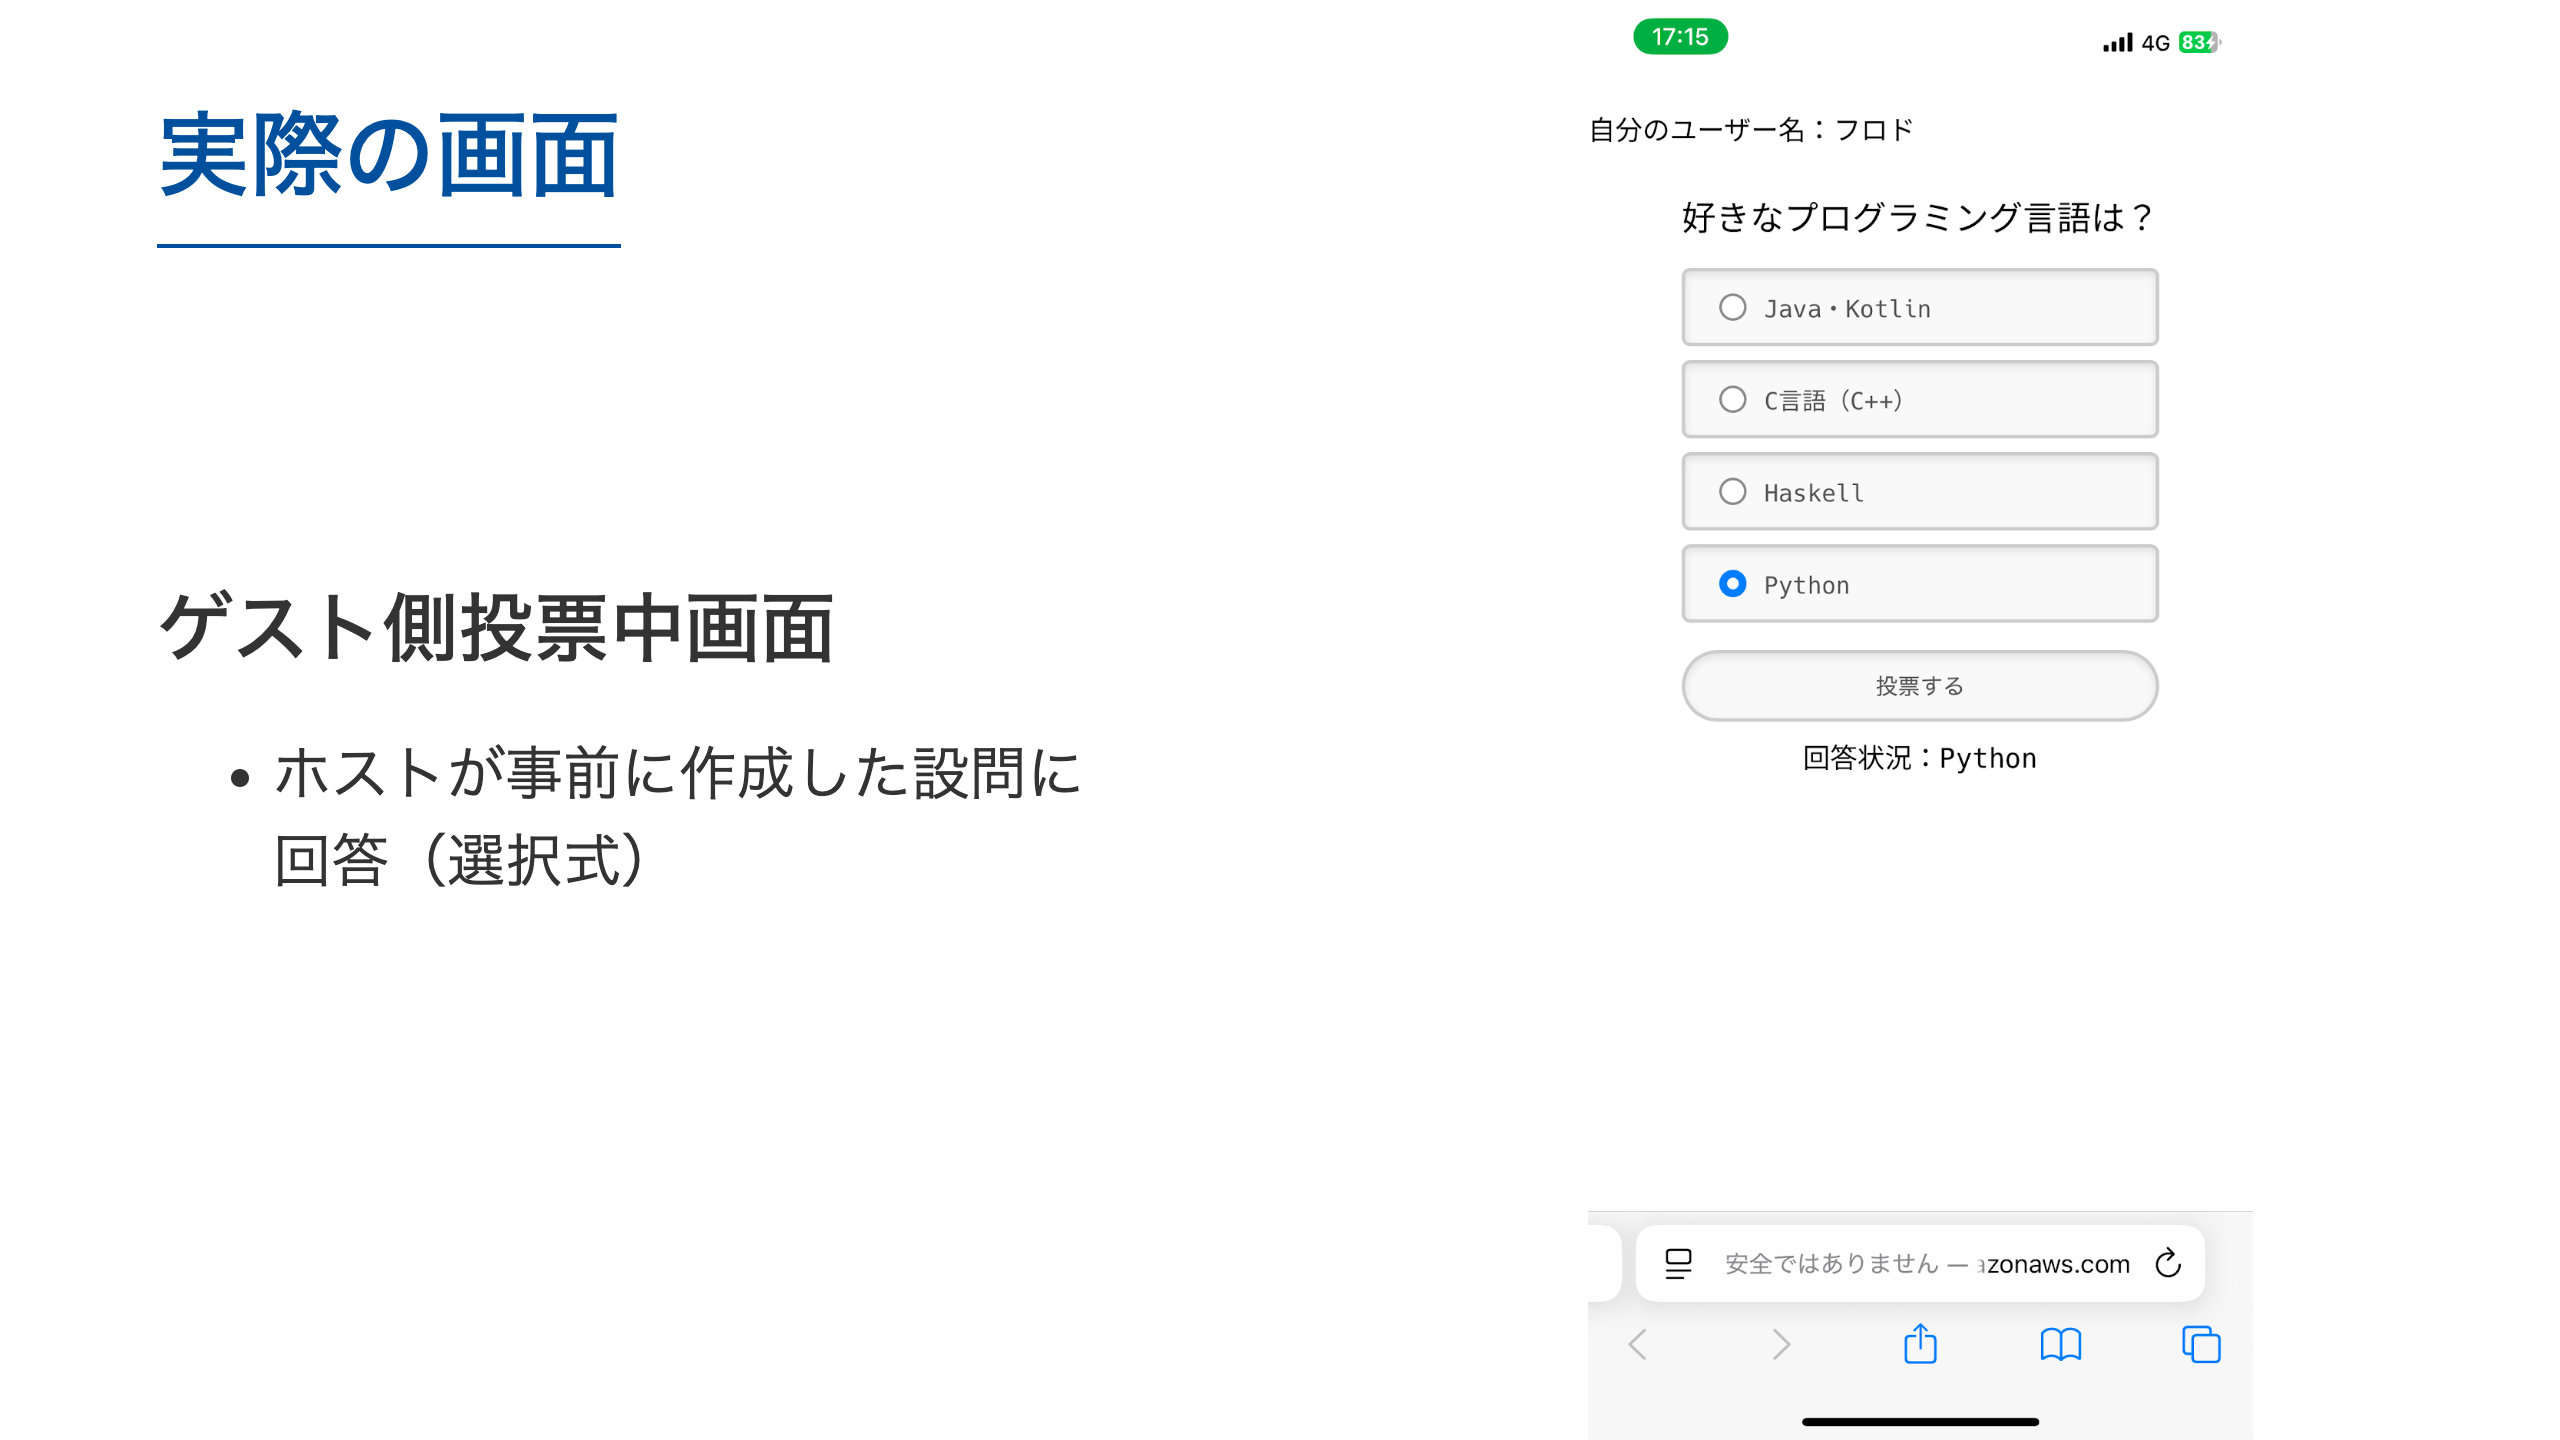 実際の画面
ゲスト側投票中画面
• ホストが事前に作成した設問に
回答（選択式）
17:15
4G 83
自分のユーザー名：フロド
好きなプログラミング言語は？
Java・Kotlin
C言語（C++）
Haskell
Python
投票する
回答状況：Python
安全ではありません — azonaws.com